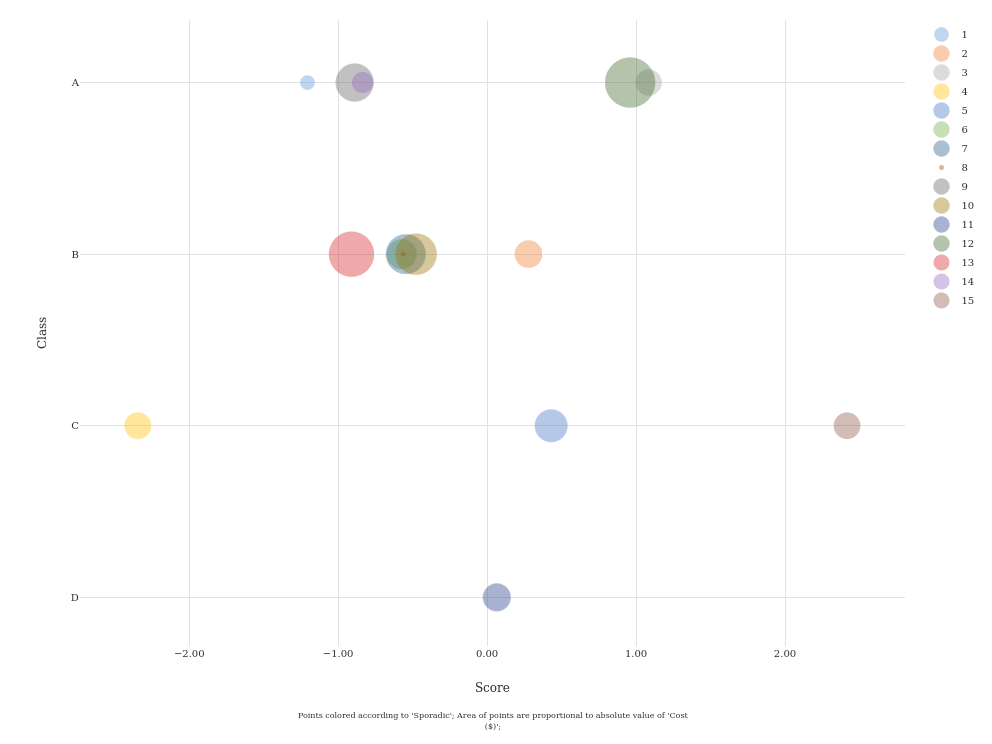 1
2
3
4
5
6
7
8
9
10
11
12
13
14
15
A
B
C
D
Class
−2.00 −1.00 0.00 1.00 2.00
Score
Points colored according to 'Sporadic'; Area of points are proportional to absolute value of 'Cost
($)';